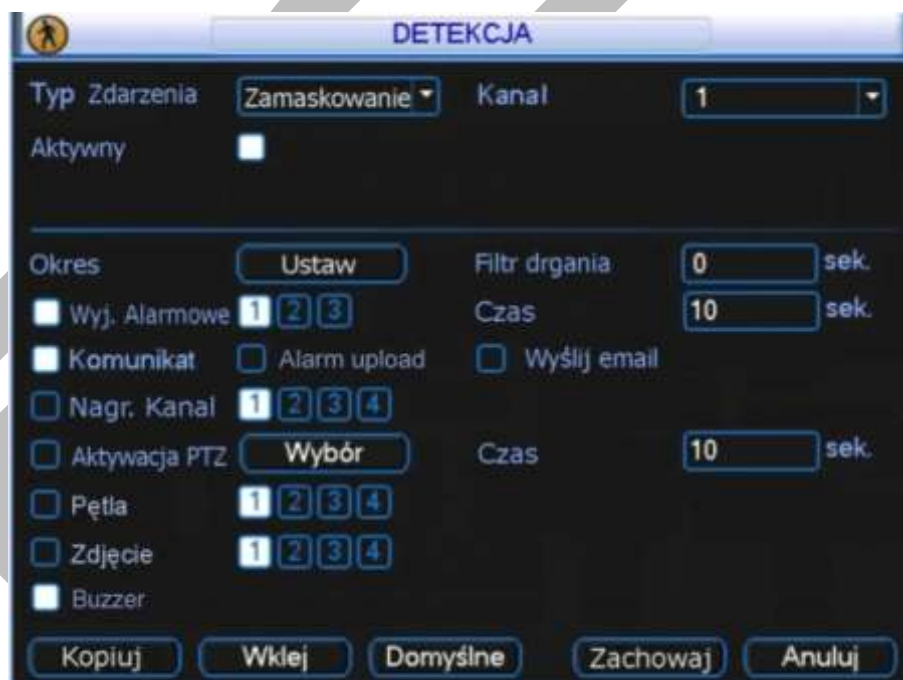 DETEKCJA
Typ Zdarzenia Zamaskowanie Kanal 1
Aktywny
Okres Ustaw Filtr drgania 0 sek.
Wyj. Alarmowe 1 2 3 Czas 10 sek.
Komunikat Alarm upload Wyślij email
Nagr. Kanal 1 2 3 4
Aktywacja PTZ Wybór Czas 10 sek.
Pętla 1 2 3 4
Zdjęcie 1 2 3 4
Buzzer
Kopiuj Wklej Domyślne Zachowaj Anuluj